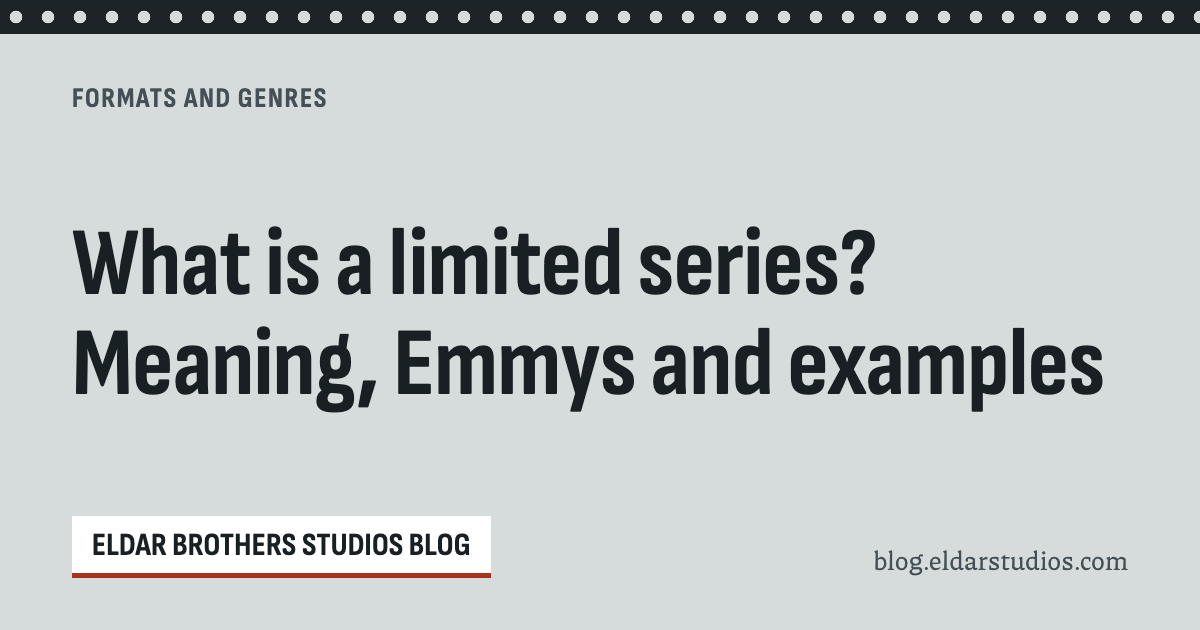 FORMATS AND GENRES
What is a limited series?
Meaning, Emmys and examples
ELDAR BROTHERS STUDIOS BLOG
blog.eldarstudios.com